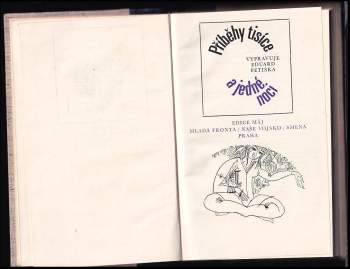 Příběhy tisíce
VYPRAVUJE
EDUARD
PETIŠKA
a jedné
noci
EDICE MÁJ
MLADÁ FRONTA / NAŠE VOJSKO / SMENA
PRAHA